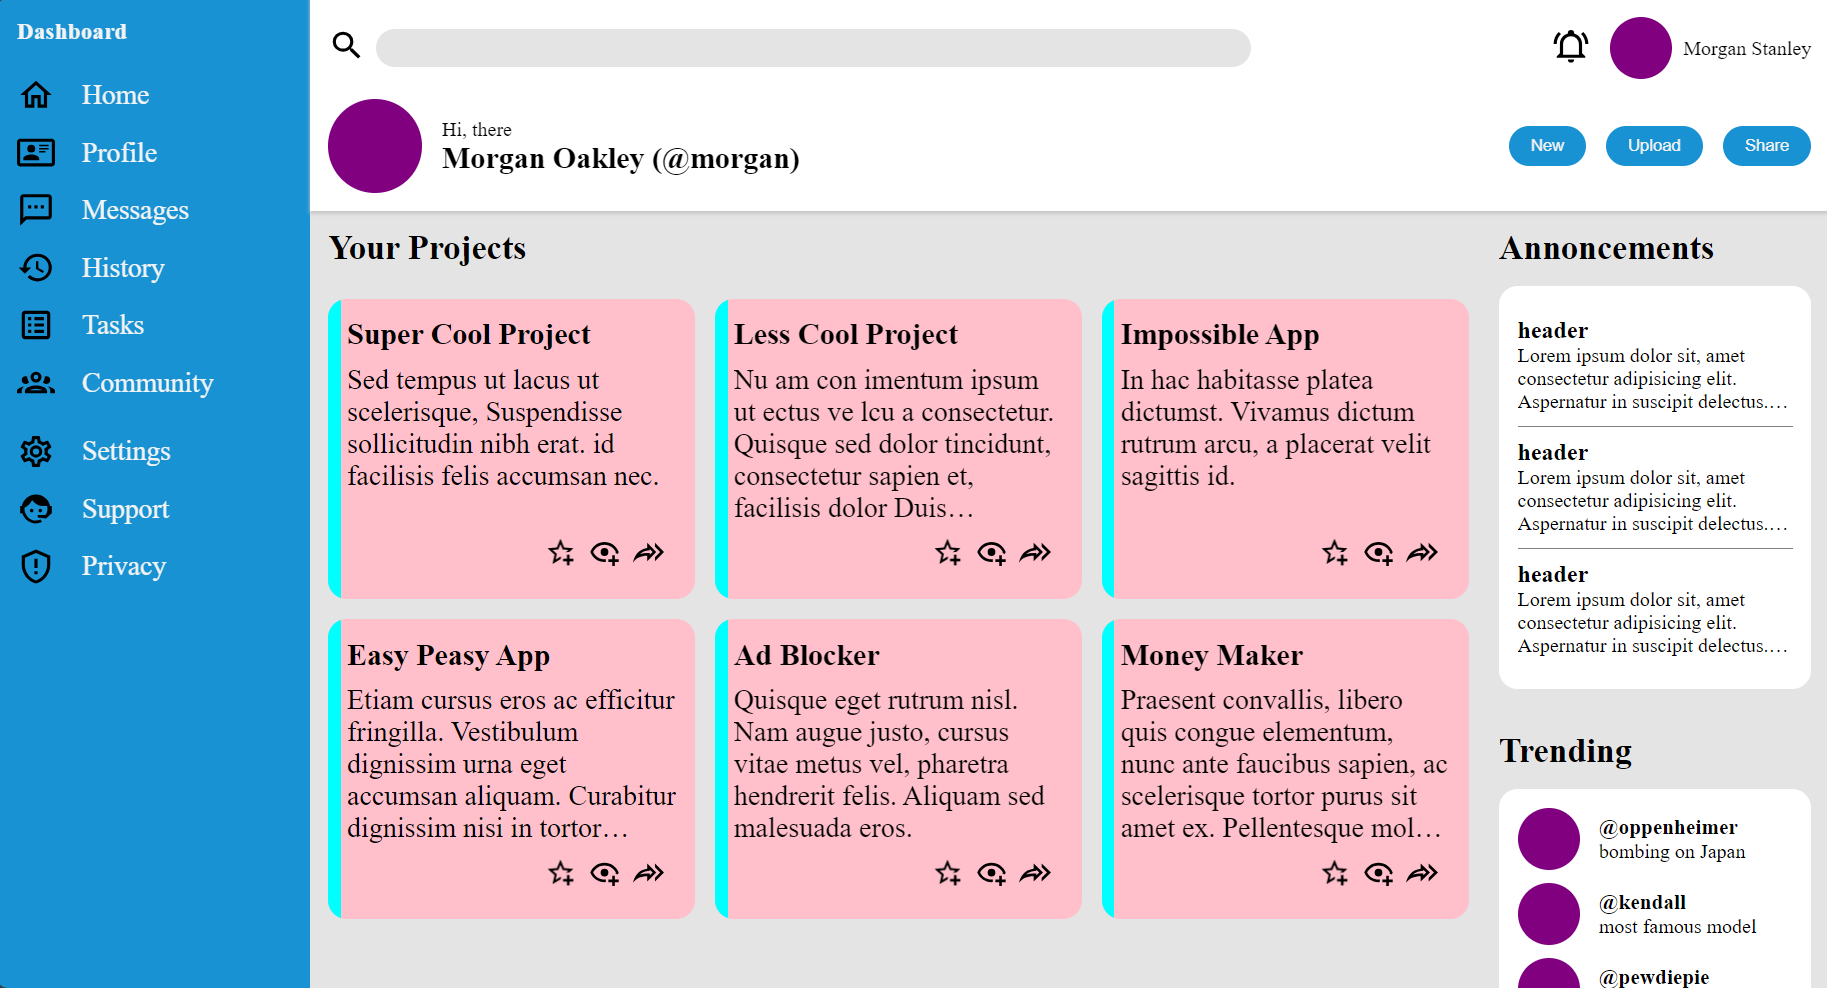 Dashboard
Home
Profile
Messages
History
Tasks
Community
Settings
Support
Privacy
Morgan Stanley
Hi, there
Morgan Oakley (@morgan)
New
Upload
Share
Your Projects
Super Cool Project
Sed tempus ut lacus ut
scelerisque, Suspendisse
sollicitudin nibh erat. id
facilisis felis accumsan nec.
Less Cool Project
Nu am con imentum ipsum
ut ectus ve lcu a consectetur.
Quisque sed dolor tincidunt,
consectetur sapien et,
facilisis dolor Duis…
Impossible App
In hac habitasse platea
dictumst. Vivamus dictum
rutrum arcu, a placerat velit
sagittis id.
Easy Peasy App
Etiam cursus eros ac efficitur
fringilla. Vestibulum
dignissim urna eget
accumsan aliquam. Curabitur
dignissim nisi in tortor…
Ad Blocker
Quisque eget rutrum nisl.
Nam augue justo, cursus
vitae metus vel, pharetra
hendrerit felis. Aliquam sed
malesuada eros.
Money Maker
Praesent convallis, libero
quis congue elementum,
nunc ante faucibus sapien, ac
scelerisque tortor purus sit
amet ex. Pellentesque mol…
Annoncements
header
Lorem ipsum dolor sit, amet
consectetur adipisicing elit.
Aspernatur in suscipit delectus.…
header
Lorem ipsum dolor sit, amet
consectetur adipisicing elit.
Aspernatur in suscipit delectus.…
header
Lorem ipsum dolor sit, amet
consectetur adipisicing elit.
Aspernatur in suscipit delectus.…
Trending
@oppenheimer
bombing on Japan
@kendall
most famous model
@pewdiepie